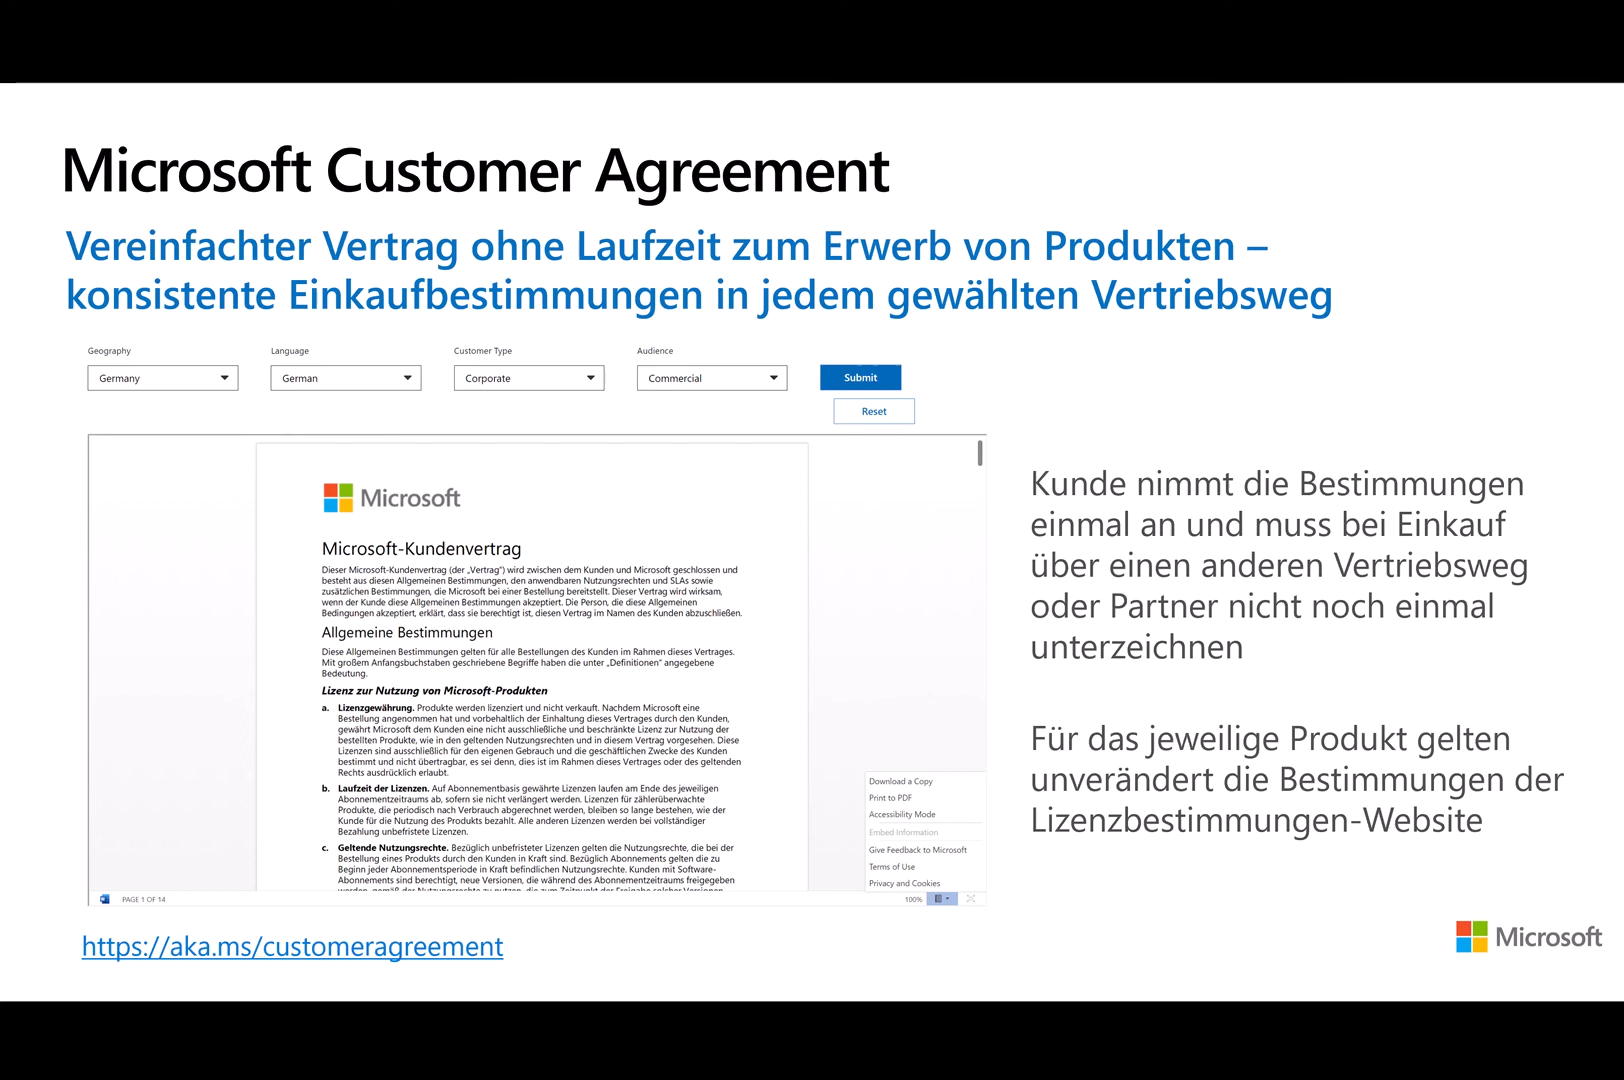 Microsoft Customer Agreement
Vereinfachter Vertrag ohne Laufzeit zum Erwerb von Produkten –
konsistente Einkaufbestimmungen in jedem gewählten Vertriebsweg
Geography
Language
Customer Type
Audience
Germany
German
Corporate
Commercial
Submit
Reset
Microsoft
Microsoft-Kundenvertrag
Dieser Microsoft-Kundenvertrag (der „Vertrag“) wird zwischen dem Kunden und Microsoft geschlossen und
besteht aus diesen Allgemeinen Bestimmungen, den anwendbaren Nutzungsrechten und SLAs sowie
zusätzlichen Bestimmungen, die Microsoft bei einer Bestellung bereitstellt. Dieser Vertrag wird wirksam,
wenn der Kunde diese Allgemeinen Bestimmungen akzeptiert. Die Person, die diese Allgemeinen
Bedingungen akzeptiert, erklärt, dass sie berechtigt ist, diesen Vertrag im Namen des Kunden abzuschließen.
Allgemeine Bestimmungen
Diese Allgemeinen Bestimmungen gelten für alle Bestellungen des Kunden im Rahmen dieses Vertrages.
Mit großem Anfangsbuchstaben geschriebene Begriffe haben die unter „Definitionen“ angegebene
Bedeutung.
Lizenz zur Nutzung von Microsoft-Produkten
a. Lizenzgewährung. Produkte werden lizenziert und nicht verkauft. Nachdem Microsoft eine
Bestellung angenommen hat und vorbehaltlich der Einhaltung dieses Vertrages durch den Kunden,
gewährt Microsoft dem Kunden eine nicht ausschließliche und beschränkte Lizenz zur Nutzung der
bestellten Produkte, wie in den geltenden Nutzungsrechten und in diesem Vertrag vorgesehen. Diese
Lizenzen sind ausschließlich für den eigenen Gebrauch und die geschäftlichen Zwecke des Kunden
bestimmt und nicht übertragbar, es sei denn, dies ist im Rahmen dieses Vertrages oder des geltenden
Rechts ausdrücklich erlaubt.
b. Laufzeit der Lizenzen. Auf Abonnementbasis gewährte Lizenzen laufen am Ende des jeweiligen
Abonnementzeitraums ab, sofern sie nicht verlängert werden. Lizenzen für zählerüberwachte
Produkte, die periodisch nach Verbrauch abgerechnet werden, bleiben so lange bestehen, wie der
Kunde für die Nutzung des Produkts bezahlt. Alle anderen Lizenzen werden bei vollständiger
Bezahlung unbefristete Lizenzen.
c. Geltende Nutzungsrechte. Bezüglich unbefristeter Lizenzen gelten die Nutzungsrechte, die bei der
Bestellung eines Produkts durch den Kunden in Kraft sind. Bezüglich Abonnements gelten die zu
Beginn jeder Abonnementsperiode in Kraft befindlichen Nutzungsrechte. Kunden mit Software-
Abonnements sind berechtigt, neue Versionen, die während des Abonnementzeitraums freigegeben
werden, gemäß der Nutzungsrechte zu nutzen, die zum Zeitpunkt der Freigabe solcher Versionen
Download a Copy
Print to PDF
Accessibility Mode
Embed Information
Give Feedback to Microsoft
Terms of Use
Privacy and Cookies
PAGE 1 OF 14
100%
Kunde nimmt die Bestimmungen
einmal an und muss bei Einkauf
über einen anderen Vertriebsweg
oder Partner nicht noch einmal
unterzeichnen
Für das jeweilige Produkt gelten
unverändert die Bestimmungen der
Lizenzbestimmungen-Website
https://aka.ms/customeragreement
Microsoft